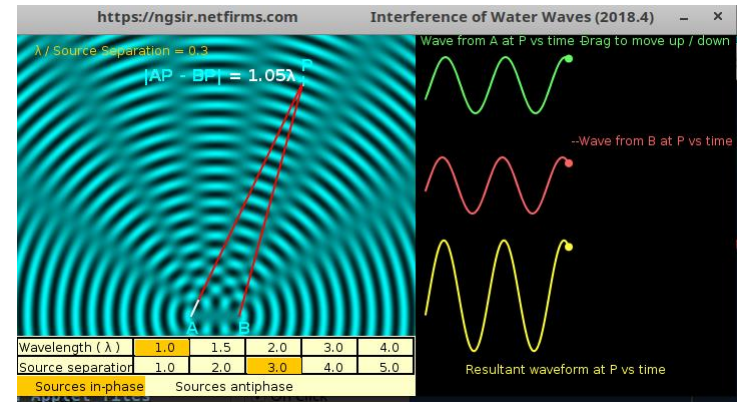 https://ngsir.netfirms.com Interference of Water Waves (2018.4) – ×
λ / Source Separation = 0.3
Wave from A at P vs time -Drag to move up / down
P
|AP - BP| = 1.05λ
--Wave from B at P vs time
A B
Wavelength ( λ ) 1.0 1.5 2.0 3.0 4.0
Source separation 1.0 2.0 3.0 4.0 5.0
Resultant waveform at P vs time
Sources in-phase Sources antiphase